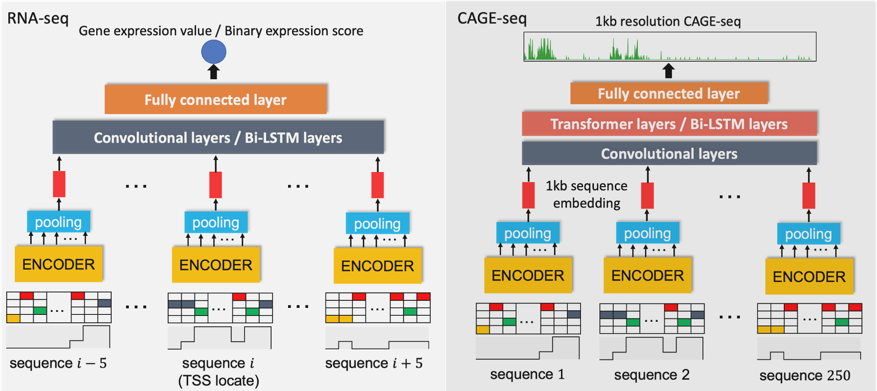 RNA-seq
Gene expression value / Binary expression score
Fully connected layer
Convolutional layers / Bi-LSTM layers
... ...
pooling pooling pooling
... ... ...
ENCODER ENCODER ENCODER
... ... ... ... ...
sequence i − 5 sequence i sequence i + 5
(TSS locate)
CAGE-seq
1kb resolution CAGE-seq
Fully connected layer
Transformer layers / Bi-LSTM layers
Convolutional layers
1kb sequence
embedding
...
pooling pooling pooling
... ... ...
ENCODER ENCODER ENCODER
... ... ... ...
sequence 1 sequence 2 sequence 250